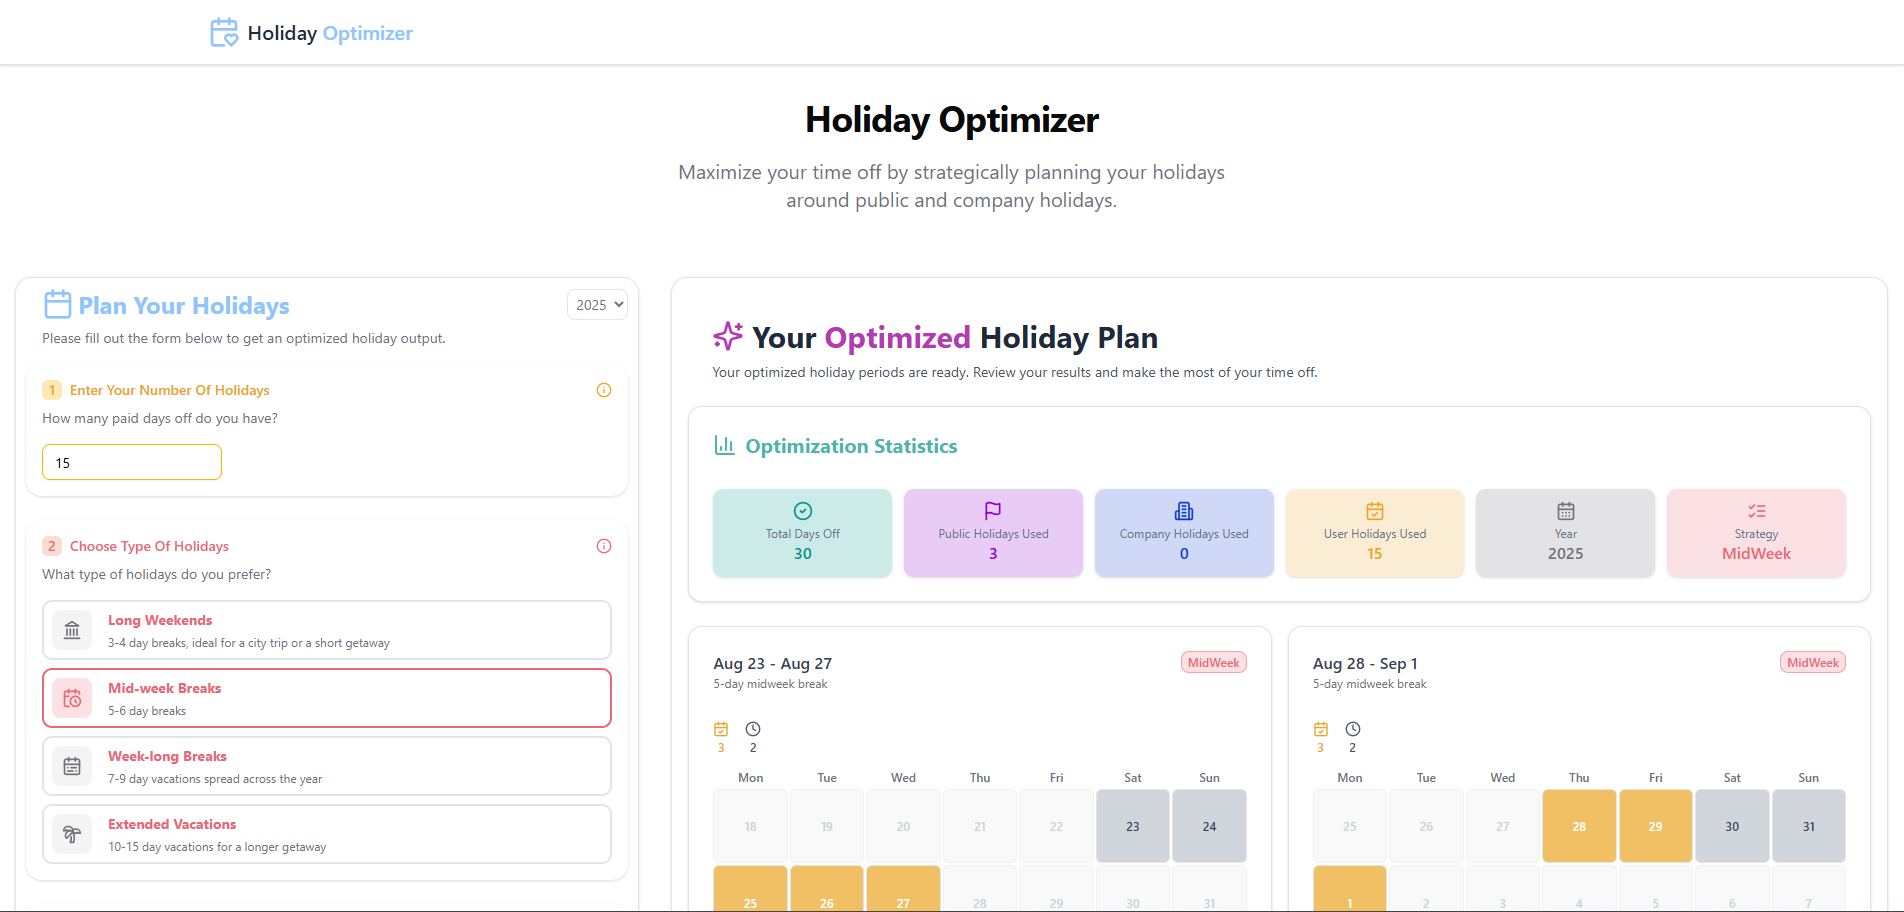 Holiday Optimizer
Holiday Optimizer
Maximize your time off by strategically planning your holidays
around public and company holidays.
Plan Your Holidays
2025
Please fill out the form below to get an optimized holiday output.
1 Enter Your Number Of Holidays
How many paid days off do you have?
15
2 Choose Type Of Holidays
What type of holidays do you prefer?
Long Weekends
3-4 day breaks, ideal for a city trip or a short getaway
Mid-week Breaks
5-6 day breaks
Week-long Breaks
7-9 day vacations spread across the year
Extended Vacations
10-15 day vacations for a longer getaway
Your Optimized Holiday Plan
Your optimized holiday periods are ready. Review your results and make the most of your time off.
Optimization Statistics
Total Days Off
30
Public Holidays Used
3
Company Holidays Used
0
User Holidays Used
15
Year
2025
Strategy
MidWeek
Aug 23 - Aug 27
MidWeek
5-day midweek break
3 2
Mon Tue Wed Thu Fri Sat Sun
18 19 20 21 22 23 24
25 26 27 28 29 30 31
Aug 28 - Sep 1
MidWeek
5-day midweek break
3 2
Mon Tue Wed Thu Fri Sat Sun
25 26 27 28 29 30 31
1 2 3 4 5 6 7